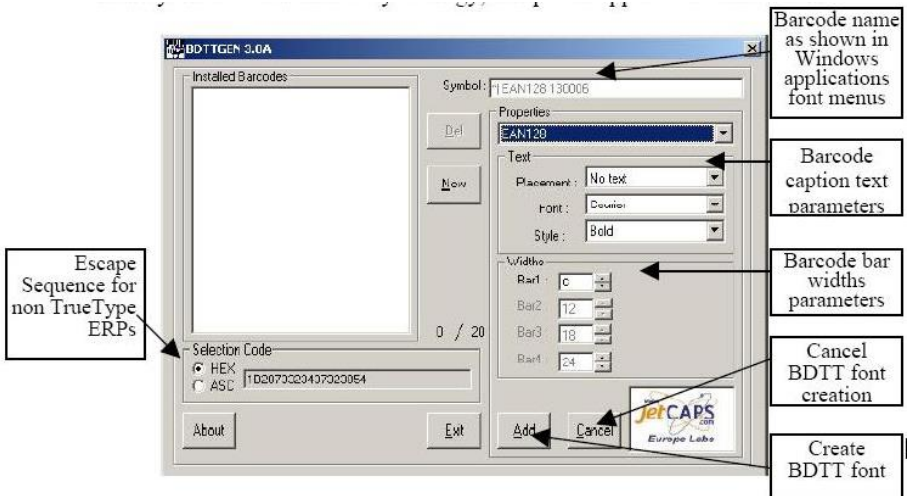 Barcode name
as shown in
Windows
applications
font menus
BDTTGEN 3.0A
Installed Barcodes
Symbol :
*| EAN128 130006
Del
New
Properties
EAN128
Text
Placement : No text
Font : Courier
Style : Bold
Barcode
caption text
parameters
Widths
Bar1 :
Bar2 12
Bar3 18
Bar4 24
Barcode bar
widths
parameters
0 / 20
Escape
Sequence for
non TrueType
ERPs
Selection Code
HEX
ASC
Cancel
BDTT font
creation
About
Exit
Add
Cancel
JetCAPS
.com
Europe Labo
Create
BDTT font